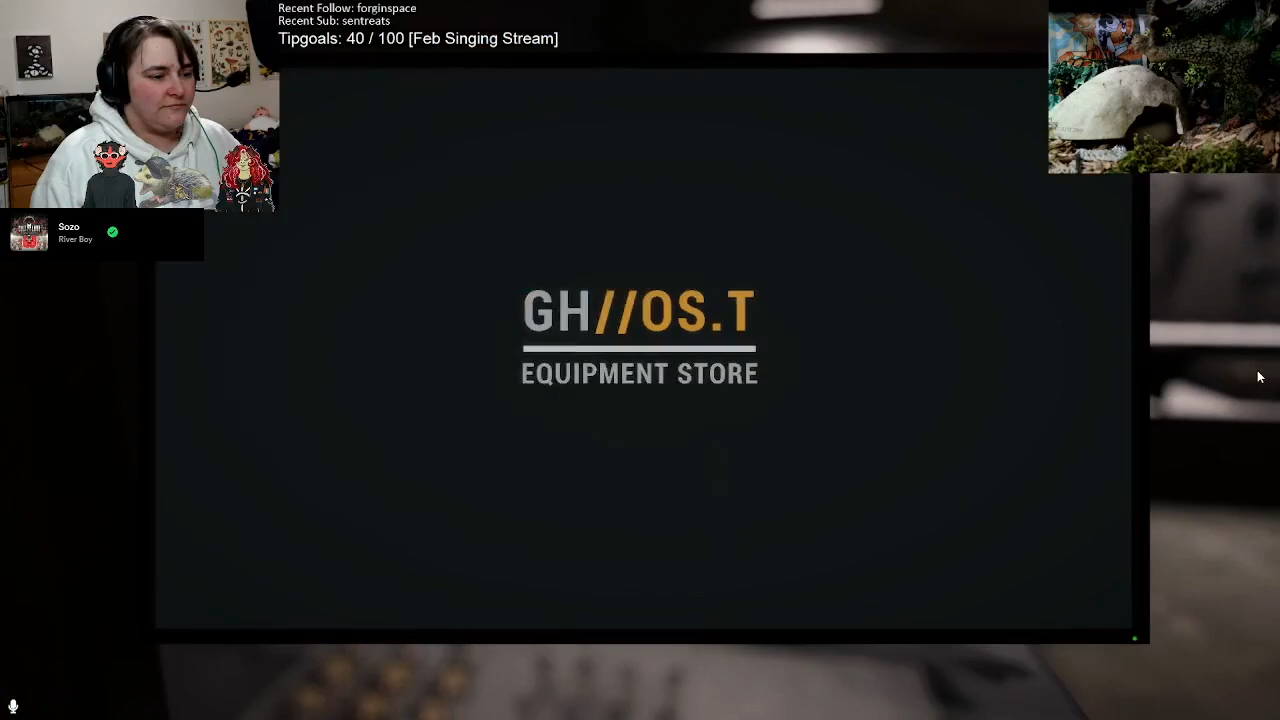 Recent Follow: forginspace
Recent Sub: sentreats
Tipgoals: 40 / 100 [Feb Singing Stream]
Sozo
River Boy
GH//OS.T
EQUIPMENT STORE